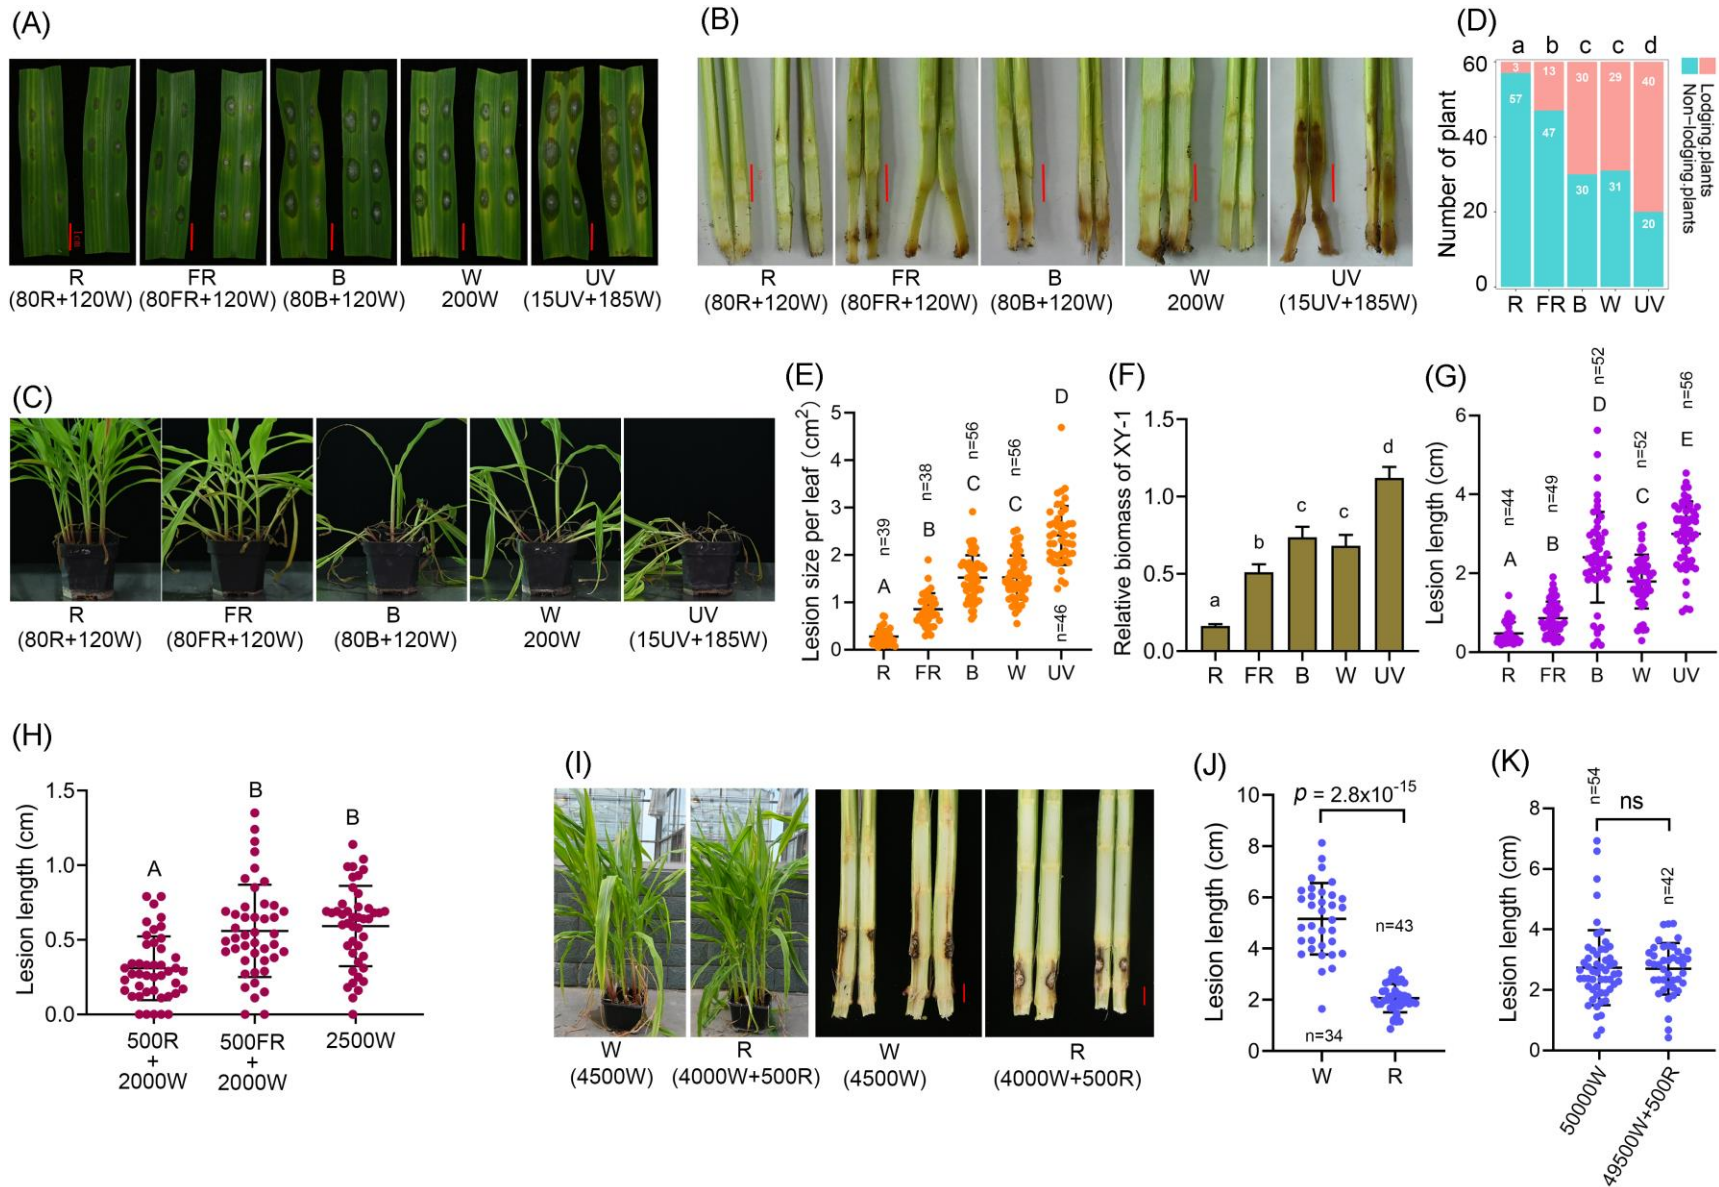 (A)
1cm
R
(80R+120W)
FR
(80FR+120W)
B
(80B+120W)
W
200W
UV
(15UV+185W)
(B)
R
(80R+120W)
FR
(80FR+120W)
B
(80B+120W)
W
200W
UV
(15UV+185W)
(D)
a b c c d
Number of plant
60
40
20
0
3
57
13
47
30
30
29
31
40
20
R FR B W UV
Lodging.plants
Non−lodging.plants
(C)
R
(80R+120W)
FR
(80FR+120W)
B
(80B+120W)
W
200W
UV
(15UV+185W)
(E)
Lesion size per leaf (cm²)
5
4
3
2
1
0
n=39
A
n=38
B
n=56
C
n=56
C
D
n=46
R FR B W UV
(F)
Relative biomass of XY-1
1.5
1.0
0.5
0.0
a
b
c
c
d
R FR B W UV
(G)
Lesion length (cm)
6
4
2
0
n=44
A
n=49
B
n=52
D
n=52
C
n=56
E
R FR B W UV
(H)
Lesion length (cm)
1.5
1.0
0.5
0.0
A
B
B
500R
+
2000W
500FR
+
2000W
2500W
(I)
W
(4500W)
R
(4000W+500R)
W
(4500W)
R
(4000W+500R)
(J)
p = 2.8x10⁻¹⁵
Lesion length (cm)
10
8
6
4
2
0
n=34
n=43
W R
(K)
Lesion length (cm)
8
6
4
2
0
n=54
ns
n=42
50000W
49500W+500R